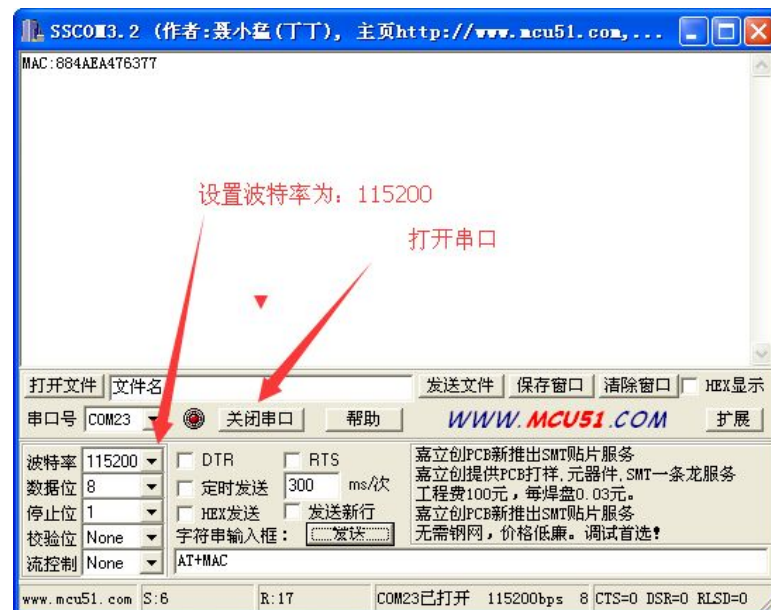 SSCOM3.2 (作者:聂小猛(丁丁), 主页http://www.mcu51.com,...
MAC:884AEA476377
设置波特率为：115200
打开串口
打开文件 文件名 发送文件 保存窗口 清除窗口 HEX显示
串口号 COM23 关闭串口 帮助 WWW.MCU51.COM 扩展
波特率 115200 DTR RTS
数据位 8 定时发送 300 ms/次
停止位 1 HEX发送 发送新行
校验位 None 字符串输入框： 发送
流控制 None AT+MAC
嘉立创PCB新推出SMT贴片服务
嘉立创提供PCB打样,元器件,SMT一条龙服务
工程费100元，每焊盘0.03元。
嘉立创PCB新推出SMT贴片服务
无需钢网，价格低廉。调试首选!
www.mcu51.com S:6 R:17 COM23已打开 115200bps 8 CTS=0 DSR=0 RLSD=0